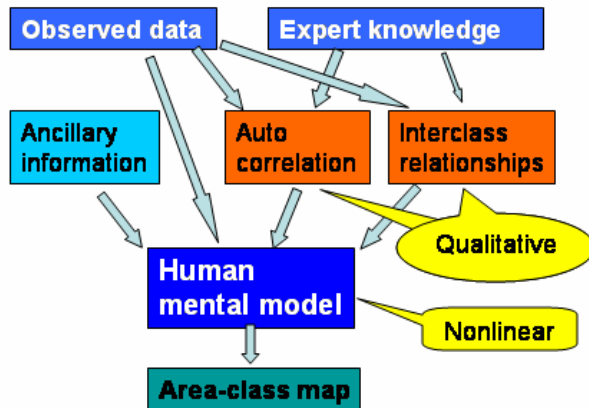 Observed data
Expert knowledge
Ancillary
information
Auto
correlation
Interclass
relationships
Qualitative
Human
mental model
Nonlinear
Area-class map